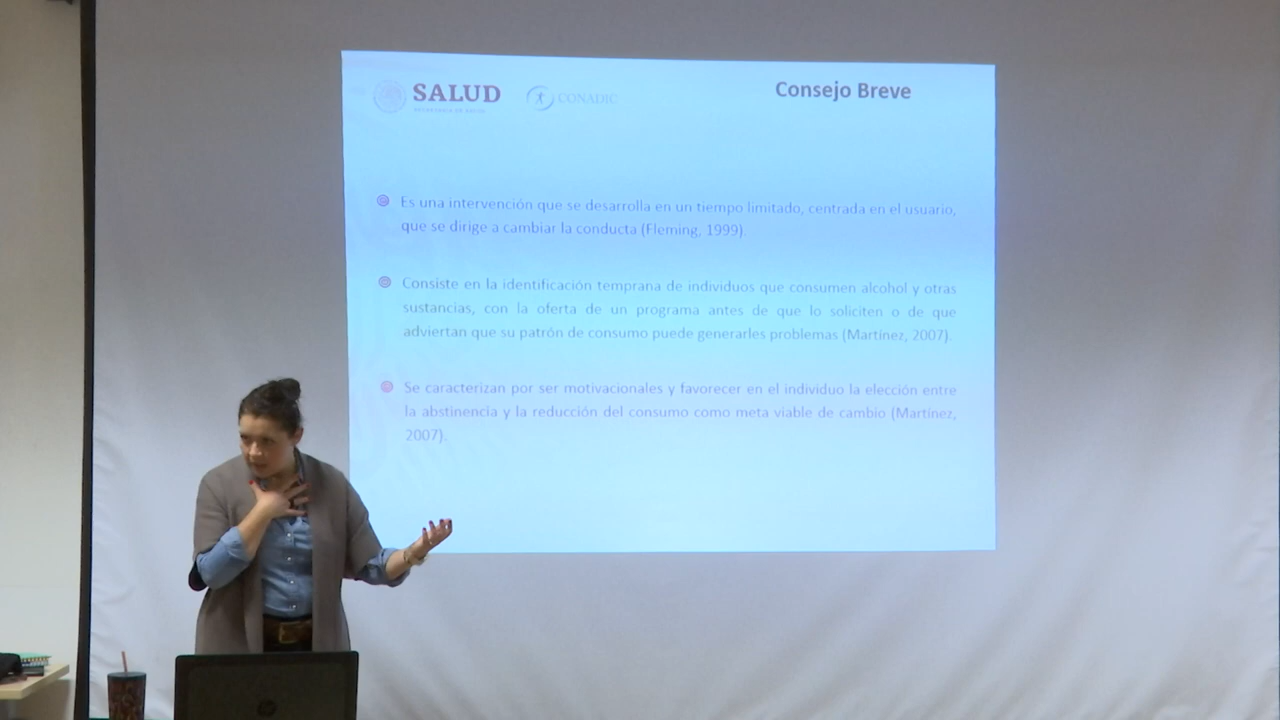 SALUD
SECRETARÍA DE SALUD
CONADIC
Consejo Breve
Es una intervención que se desarrolla en un tiempo limitado, centrada en el usuario,
que se dirige a cambiar la conducta (Fleming, 1999).
Consiste en la identificación temprana de individuos que consumen alcohol y otras
sustancias, con la oferta de un programa antes de que lo soliciten o de que
adviertan que su patrón de consumo puede generarles problemas (Martínez, 2007).
Se caracterizan por ser motivacionales y favorecer en el individuo la elección entre
la abstinencia y la reducción del consumo como meta viable de cambio (Martínez,
2007).